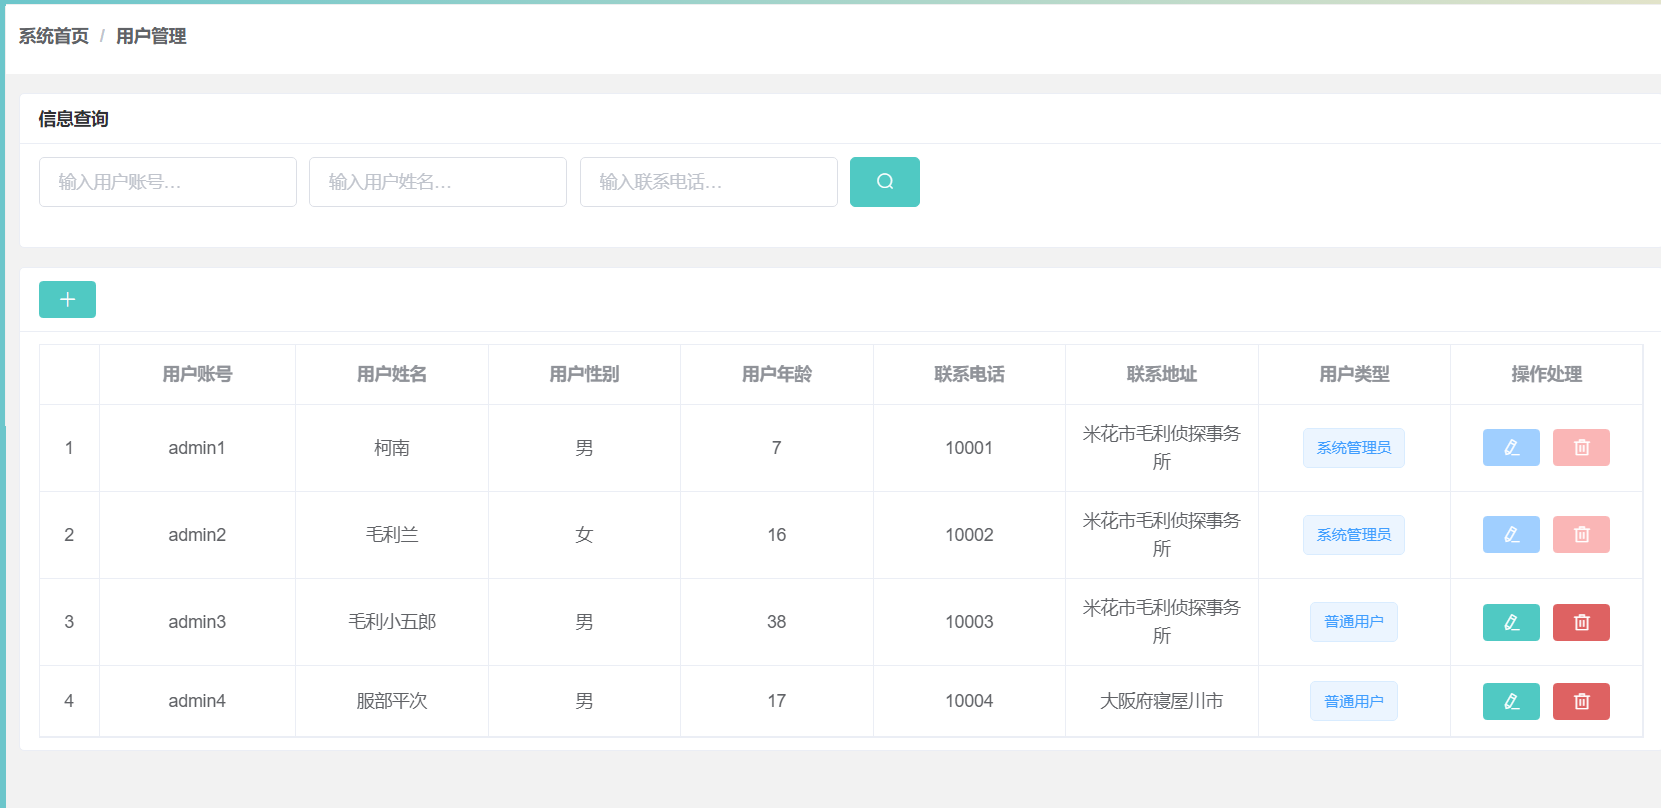 系统首页 / 用户管理
信息查询
输入用户账号... 输入用户姓名... 输入联系电话...
用户账号 用户姓名 用户性别 用户年龄 联系电话 联系地址 用户类型 操作处理
1 admin1 柯南 男 7 10001 米花市毛利侦探事务
所 系统管理员
2 admin2 毛利兰 女 16 10002 米花市毛利侦探事务
所 系统管理员
3 admin3 毛利小五郎 男 38 10003 米花市毛利侦探事务
所 普通用户
4 admin4 服部平次 男 17 10004 大阪府寝屋川市 普通用户